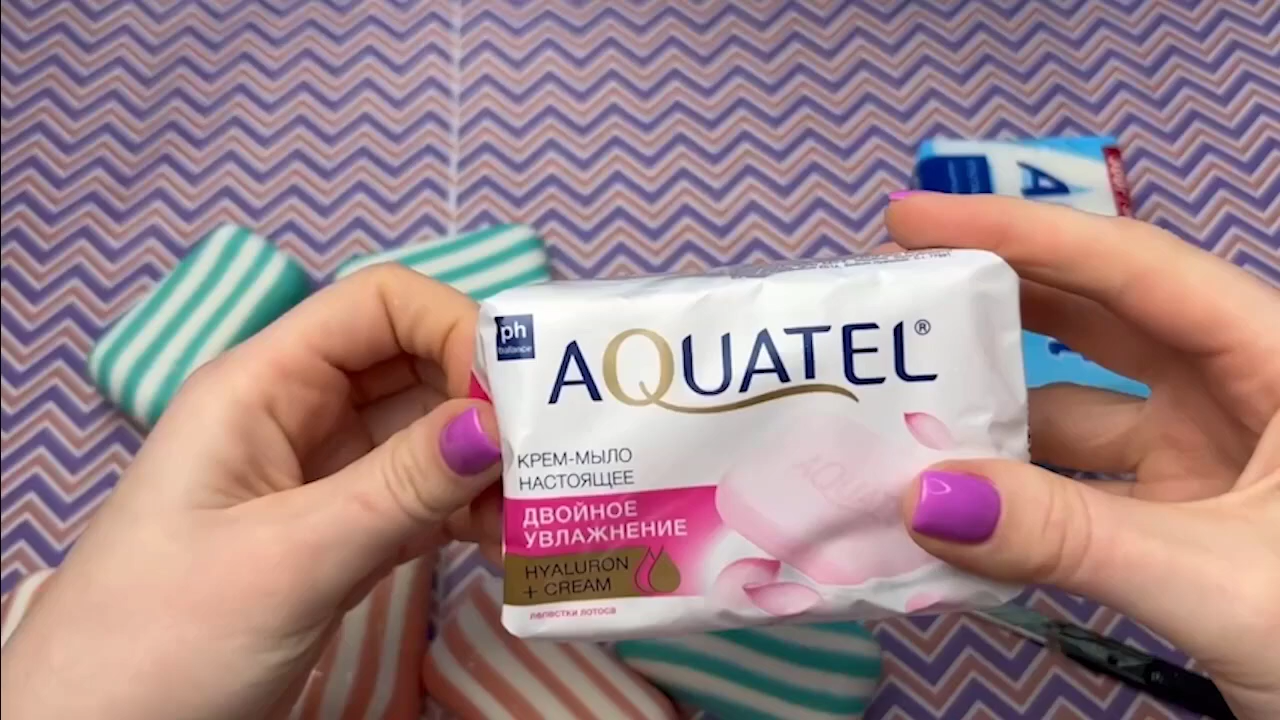 ph
balance
AQUATEL®
КРЕМ-МЫЛО
НАСТОЯЩЕЕ
ДВОЙНОЕ
УВЛАЖНЕНИЕ
HYALURON
+ CREAM
лепестки лотоса